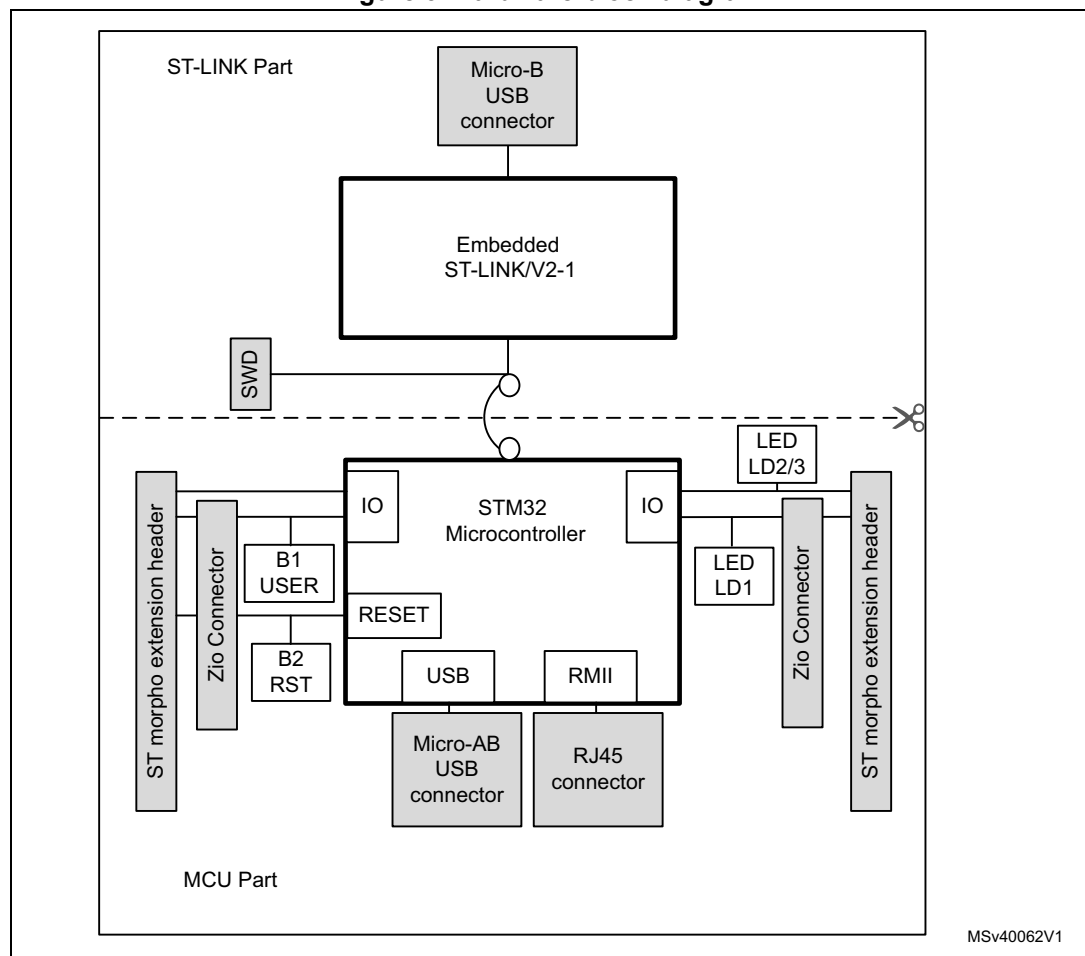 ST-LINK Part
Micro-B
USB
connector
Embedded
ST-LINK/V2-1
SWD
LED
LD2/3
IO
STM32
Microcontroller
IO
ST morpho extension header
Zio Connector
B1
USER
LED
LD1
Zio Connector
ST morpho extension header
RESET
B2
RST
USB
RMII
Micro-AB
USB
connector
RJ45
connector
MCU Part
MSv40062V1